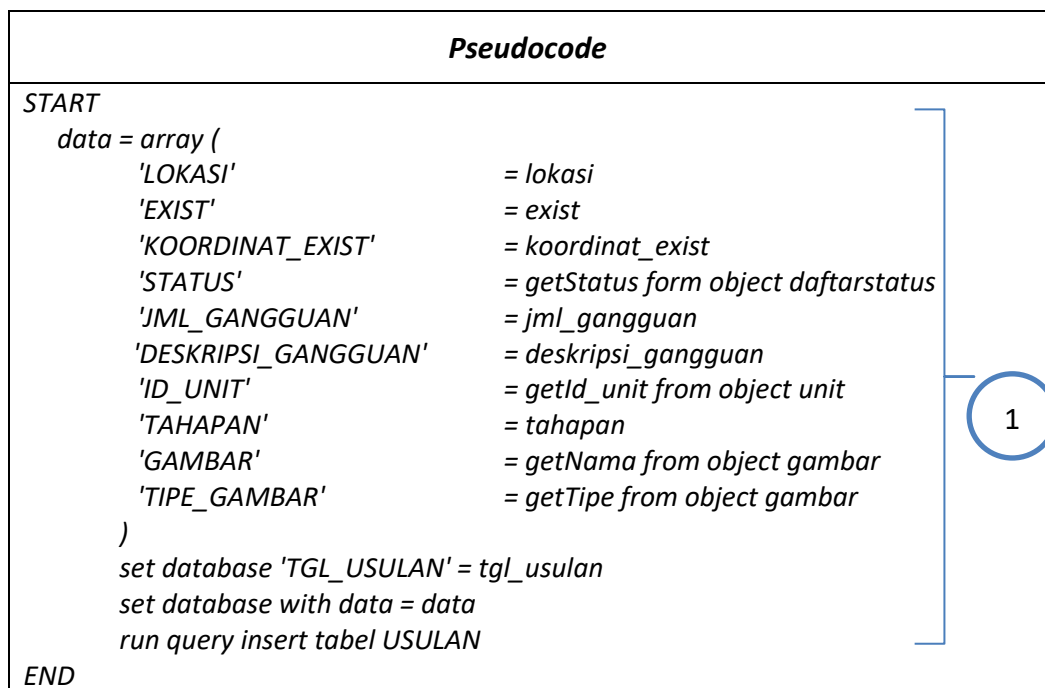 Pseudocode
START
data = array (
'LOKASI' = lokasi
'EXIST' = exist
'KOORDINAT_EXIST' = koordinat_exist
'STATUS' = getStatus form object daftarstatus
'JML_GANGGUAN' = jml_gangguan
'DESKRIPSI_GANGGUAN' = deskripsi_gangguan
'ID_UNIT' = getId_unit from object unit
'TAHAPAN' = tahapan
'GAMBAR' = getNama from object gambar
'TIPE_GAMBAR' = getTipe from object gambar
)
set database 'TGL_USULAN' = tgl_usulan
set database with data = data
run query insert tabel USULAN
END
1